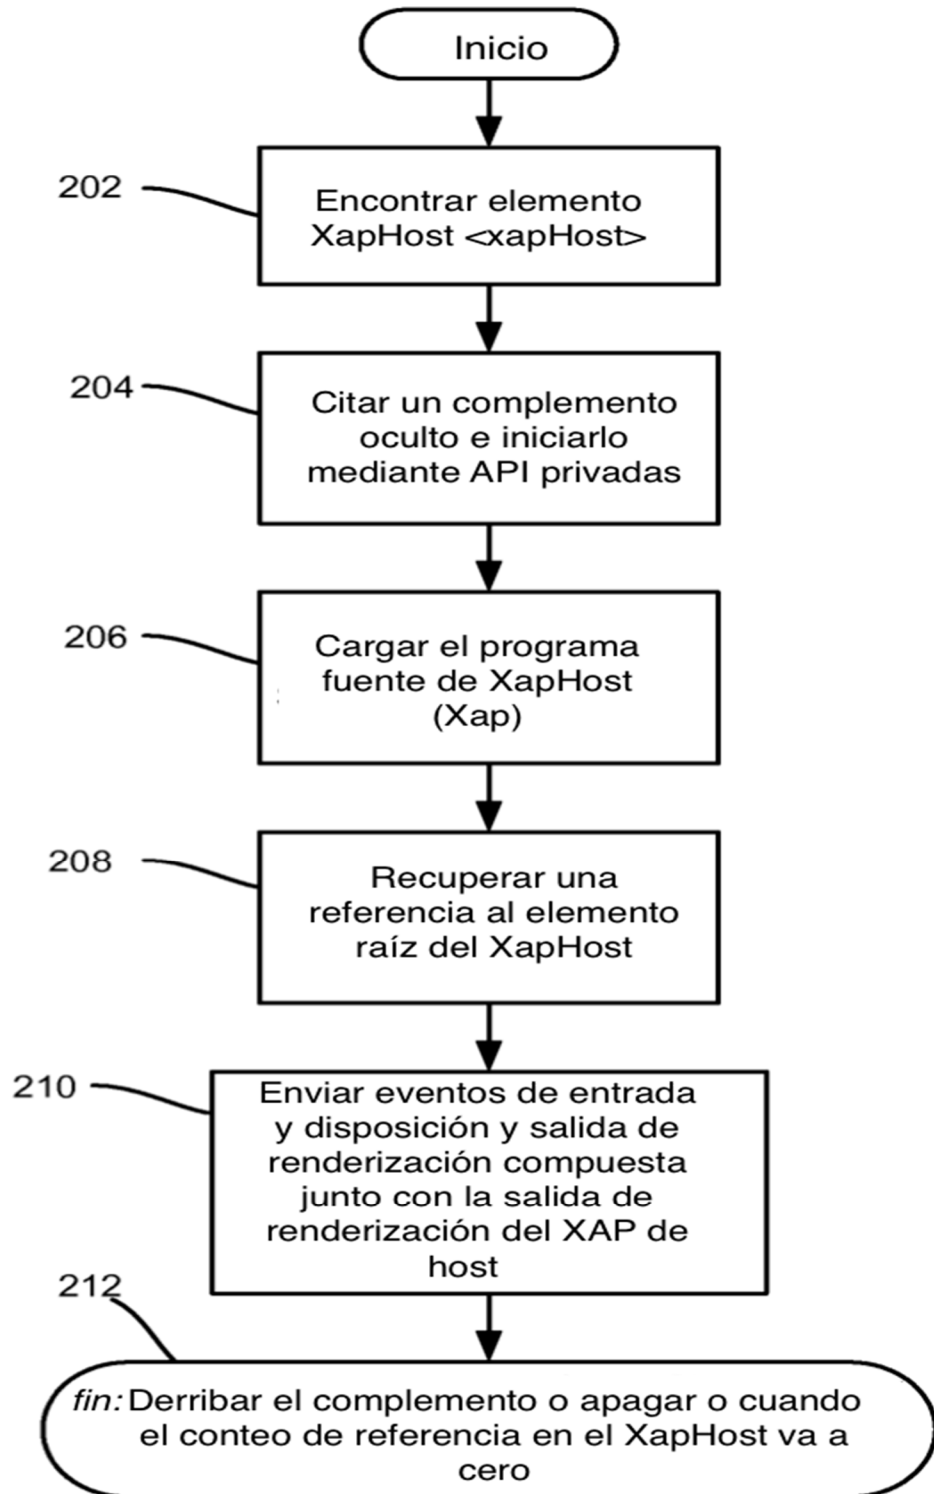 Inicio
202
Encontrar elemento
XapHost <xapHost>
204
Citar un complemento
oculto e iniciarlo
mediante API privadas
206
Cargar el programa
fuente de XapHost
(Xap)
208
Recuperar una
referencia al elemento
raíz del XapHost
210
Enviar eventos de entrada
y disposición y salida de
renderización compuesta
junto con la salida de
renderización del XAP de
host
212
fin: Derribar el complemento o apagar o cuando
el conteo de referencia en el XapHost va a
cero